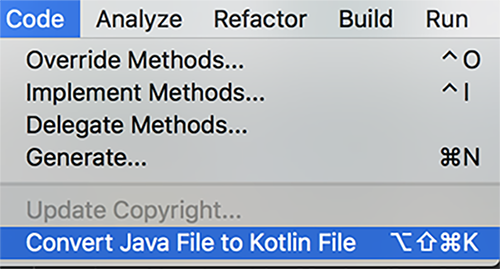 Code Analyze Refactor Build Run
Override Methods... ^O
Implement Methods... ^I
Delegate Methods...
Generate... ⌘N
Update Copyright...
Convert Java File to Kotlin File ⌥⇧⌘K